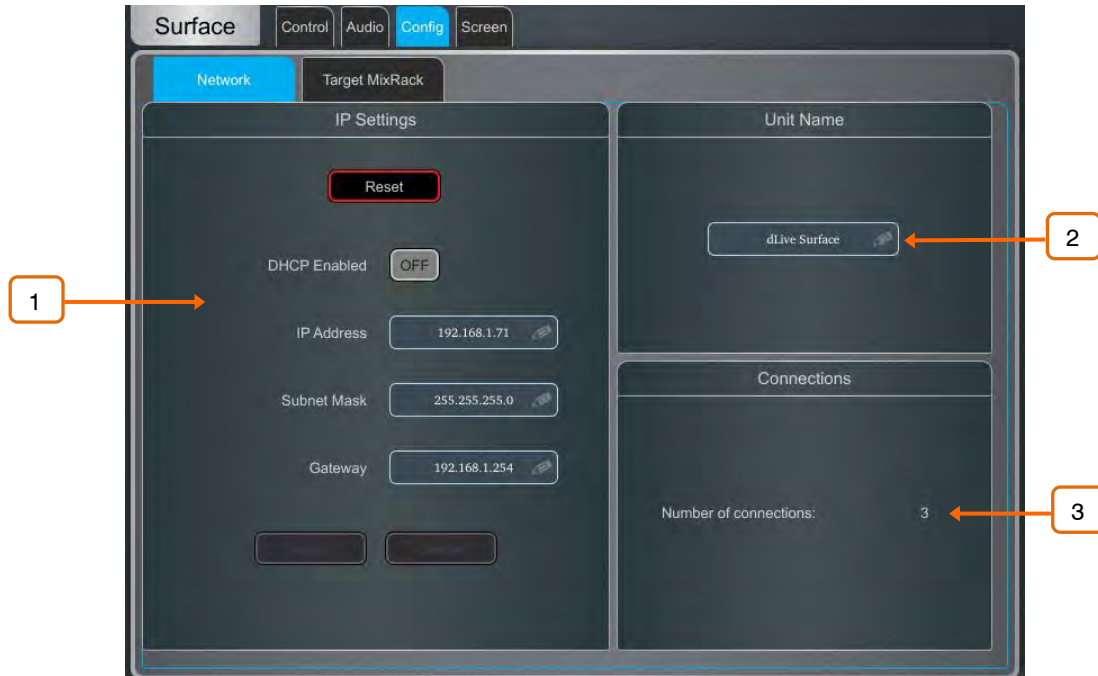 Surface Control Audio Config Screen
Network Target MixRack
IP Settings
Reset
DHCP Enabled OFF
IP Address 192.168.1.71
Subnet Mask 255.255.255.0
Gateway 192.168.1.254
Unit Name
dLive Surface
Connections
Number of connections: 3
1
2
3